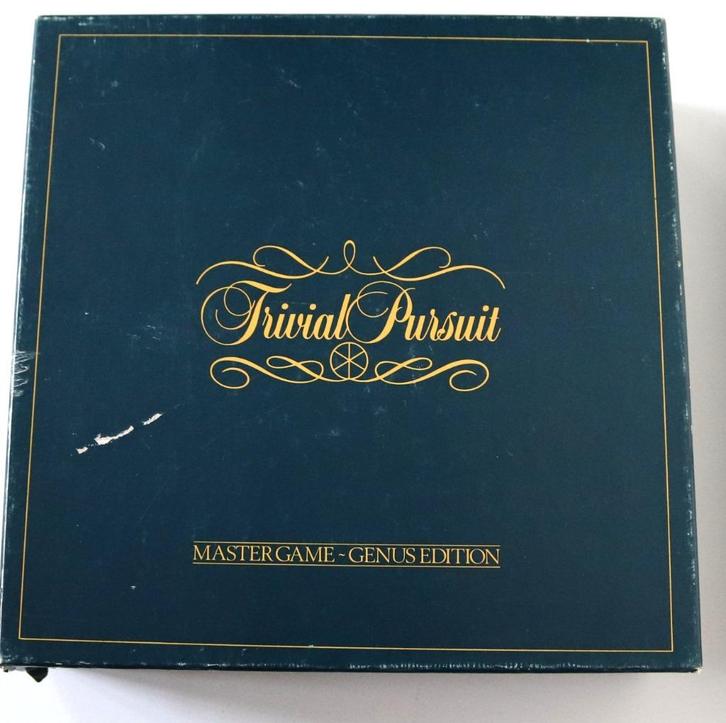 Trivial Pursuit
MASTER GAME ~ GENUS EDITION